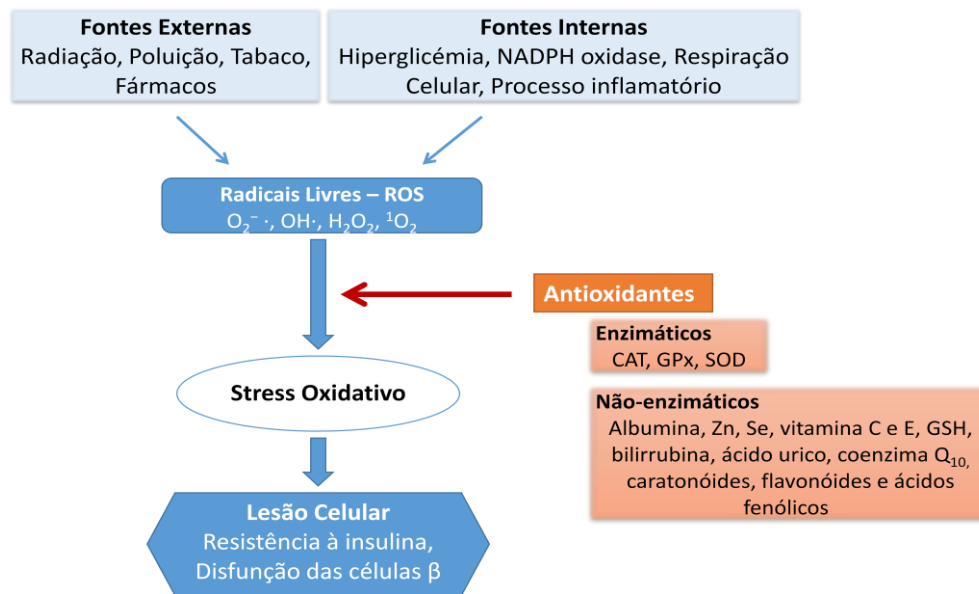 Fontes Externas
Radiação, Poluição, Tabaco,
Fármacos
Fontes Internas
Hiperglicémia, NADPH oxidase, Respiração
Celular, Processo inflamatório
Radicais Livres – ROS
O₂⁻ ·, OH·, H₂O₂, ¹O₂
Antioxidantes
Enzimáticos
CAT, GPx, SOD
Stress Oxidativo
Não-enzimáticos
Albumina, Zn, Se, vitamina C e E, GSH,
bilirrubina, ácido urico, coenzima Q₁₀,
caratonóides, flavonóides e ácidos
fenólicos
Lesão Celular
Resistência à insulina,
Disfunção das células β